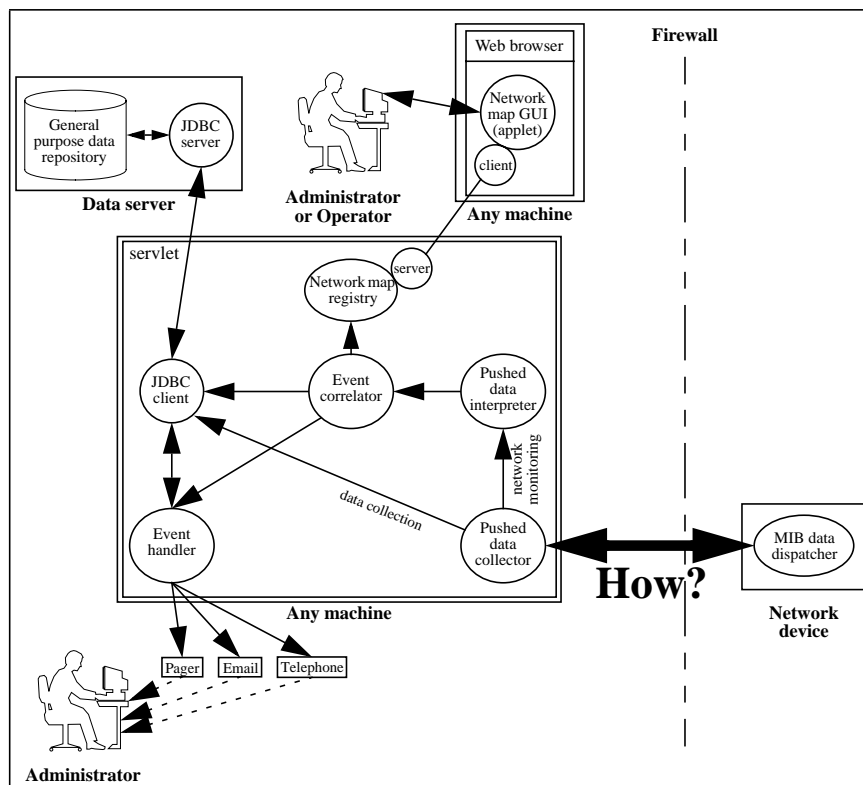 Web browser
Firewall
General
purpose data
repository
JDBC
server
Network
map GUI
(applet)
client
Data server
Administrator
or Operator
Any machine
servlet
server
Network map
registry
JDBC
client
Event
correlator
Pushed
data
interpreter
network
monitoring
data collection
Event
handler
Pushed
data
collector
MIB data
dispatcher
How?
Any machine
Network
device
Pager
Email
Telephone
Administrator